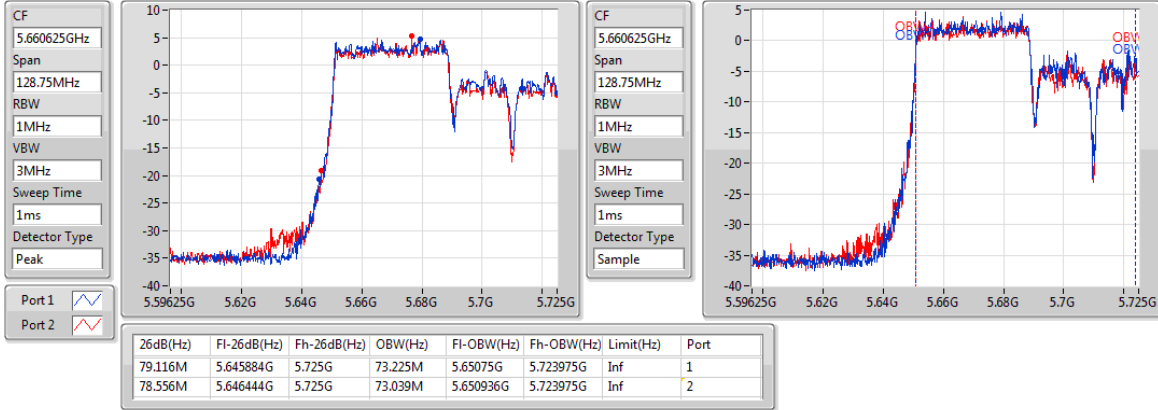 CF
5.660625GHz
Span
128.75MHz
RBW
1MHz
VBW
3MHz
Sweep Time
1ms
Detector Type
Peak
Port 1
Port 2
10
5
0
-5
-10
-15
-20
-25
-30
-35
-40
5.59625G 5.62G 5.64G 5.66G 5.68G 5.7G 5.725G
CF
5.660625GHz
Span
128.75MHz
RBW
1MHz
VBW
3MHz
Sweep Time
1ms
Detector Type
Sample
5
0
-5
-10
-15
-20
-25
-30
-35
-40
OBW
OBW
OBW
OBW
5.59625G 5.62G 5.64G 5.66G 5.68G 5.7G 5.725G
26dB(Hz) Fl-26dB(Hz) Fh-26dB(Hz) OBW(Hz) Fl-OBW(Hz) Fh-OBW(Hz) Limit(Hz) Port
79.116M 5.645884G 5.725G 73.225M 5.65075G 5.723975G Inf 1
78.556M 5.646444G 5.725G 73.039M 5.650936G 5.723975G Inf 2